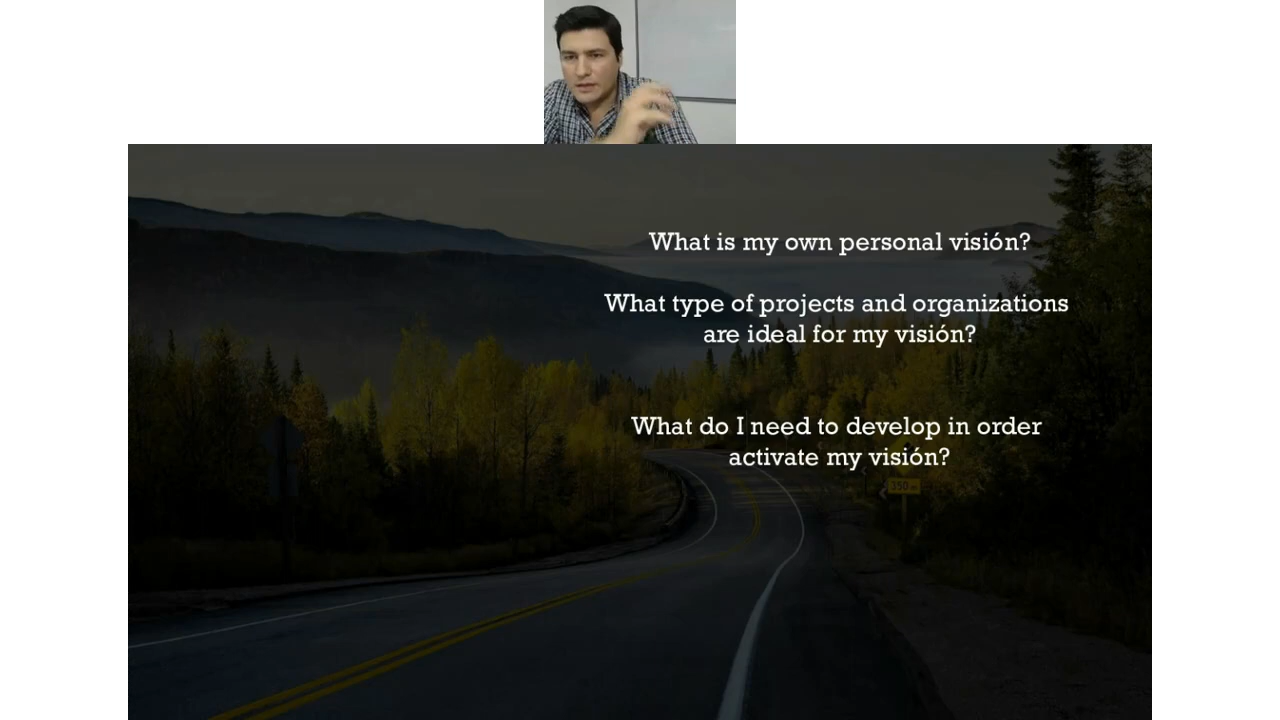 What is my own personal visión?
What type of projects and organizations
are ideal for my visión?
What do I need to develop in order
activate my visión?
350 m